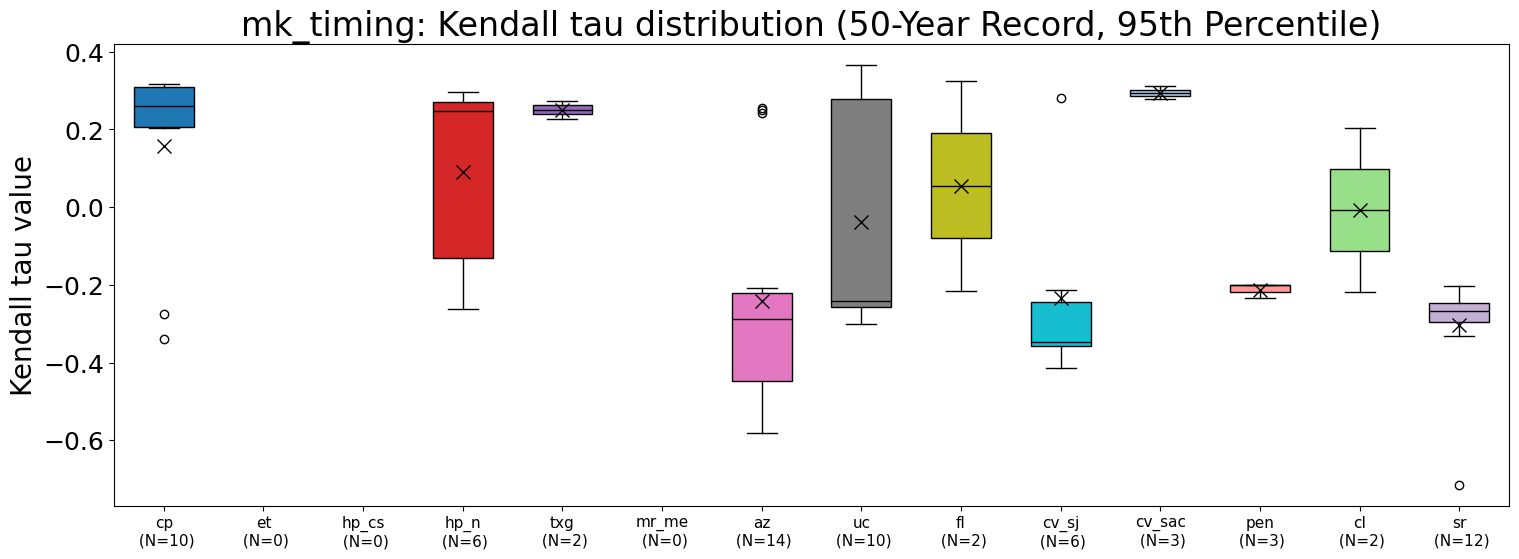 mk_timing: Kendall tau distribution (50-Year Record, 95th Percentile)
Kendall tau value
0.4
0.2
0.0
−0.2
−0.4
−0.6
cp et hp_cs hp_n txg mr_me az uc fl cv_sj cv_sac pen cl sr
(N=10) (N=0) (N=0) (N=6) (N=2) (N=0) (N=14) (N=10) (N=2) (N=6) (N=3) (N=3) (N=2) (N=12)